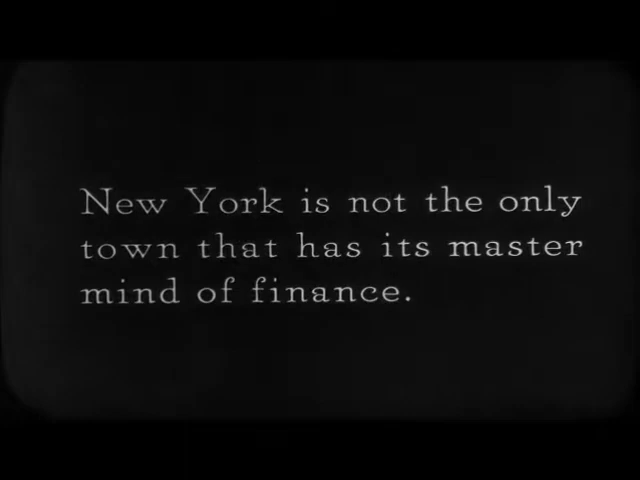 New York is not the only
town that has its master
mind of finance.